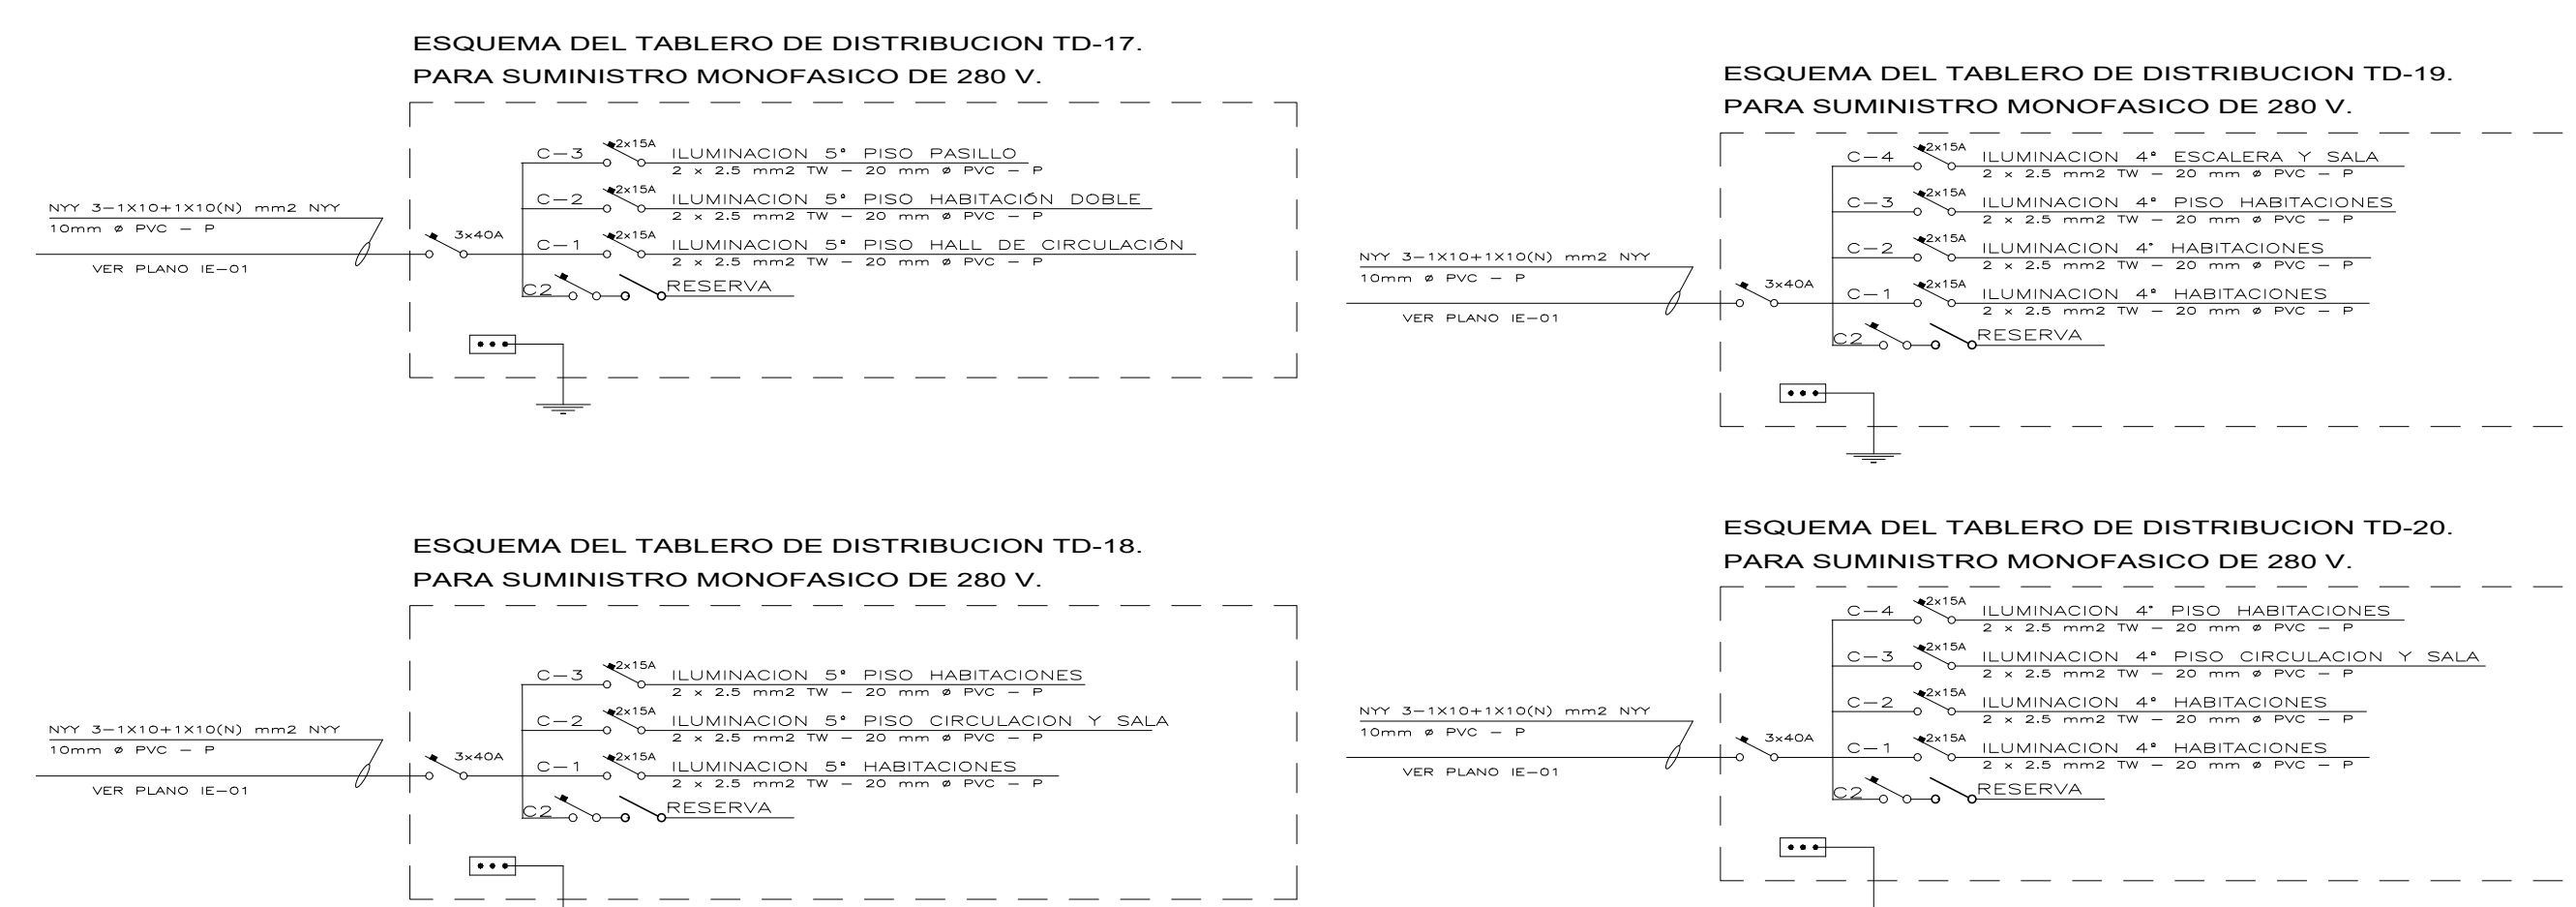 ESQUEMA DEL TABLERO DE DISTRIBUCION TD-17.
PARA SUMINISTRO MONOFASICO DE 280 V.
C-3 2x15A ILUMINACION 5º PISO PASILLO
2 x 2.5 mm2 TW - 20 mm ø PVC - P
C-2 2x15A ILUMINACION 5º PISO HABITACIÓN DOBLE
2 x 2.5 mm2 TW - 20 mm ø PVC - P
NYY 3-1X10+1X10(N) mm2 NYY
10mm ø PVC - P
VER PLANO IE-01
3x40A
C-1 2x15A ILUMINACION 5º PISO HALL DE CIRCULACIÓN
2 x 2.5 mm2 TW - 20 mm ø PVC - P
C2 RESERVA
ESQUEMA DEL TABLERO DE DISTRIBUCION TD-18.
PARA SUMINISTRO MONOFASICO DE 280 V.
C-3 2x15A ILUMINACION 5º PISO HABITACIONES
2 x 2.5 mm2 TW - 20 mm ø PVC - P
C-2 2x15A ILUMINACION 5º PISO CIRCULACION Y SALA
2 x 2.5 mm2 TW - 20 mm ø PVC - P
NYY 3-1X10+1X10(N) mm2 NYY
10mm ø PVC - P
VER PLANO IE-01
3x40A
C-1 2x15A ILUMINACION 5º HABITACIONES
2 x 2.5 mm2 TW - 20 mm ø PVC - P
C2 RESERVA
ESQUEMA DEL TABLERO DE DISTRIBUCION TD-19.
PARA SUMINISTRO MONOFASICO DE 280 V.
C-4 2x15A ILUMINACION 4º ESCALERA Y SALA
2 x 2.5 mm2 TW - 20 mm ø PVC - P
C-3 2x15A ILUMINACION 4º PISO HABITACIONES
2 x 2.5 mm2 TW - 20 mm ø PVC - P
C-2 2x15A ILUMINACION 4° HABITACIONES
2 x 2.5 mm2 TW - 20 mm ø PVC - P
NYY 3-1X10+1X10(N) mm2 NYY
10mm ø PVC - P
VER PLANO IE-01
3x40A
C-1 2x15A ILUMINACION 4º HABITACIONES
2 x 2.5 mm2 TW - 20 mm ø PVC - P
C2 RESERVA
ESQUEMA DEL TABLERO DE DISTRIBUCION TD-20.
PARA SUMINISTRO MONOFASICO DE 280 V.
C-4 2x15A ILUMINACION 4° PISO HABITACIONES
2 x 2.5 mm2 TW - 20 mm ø PVC - P
C-3 2x15A ILUMINACION 4º PISO CIRCULACION Y SALA
2 x 2.5 mm2 TW - 20 mm ø PVC - P
C-2 2x15A ILUMINACION 4º HABITACIONES
2 x 2.5 mm2 TW - 20 mm ø PVC - P
NYY 3-1X10+1X10(N) mm2 NYY
10mm ø PVC - P
VER PLANO IE-01
3x40A
C-1 2x15A ILUMINACION 4º HABITACIONES
2 x 2.5 mm2 TW - 20 mm ø PVC - P
C2 RESERVA